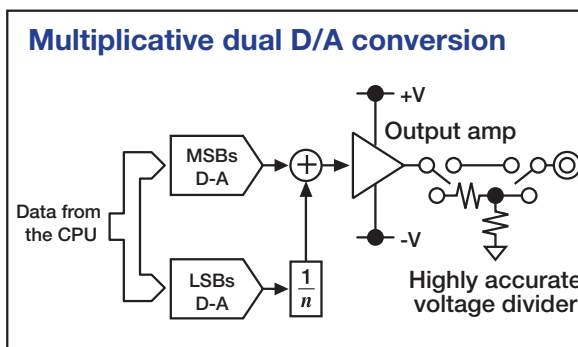 Multiplicative dual D/A conversion
+V
Output amp
MSBs
D-A
+
Data from
the CPU
-V
LSBs
D-A
1
n
Highly accurate
voltage divider